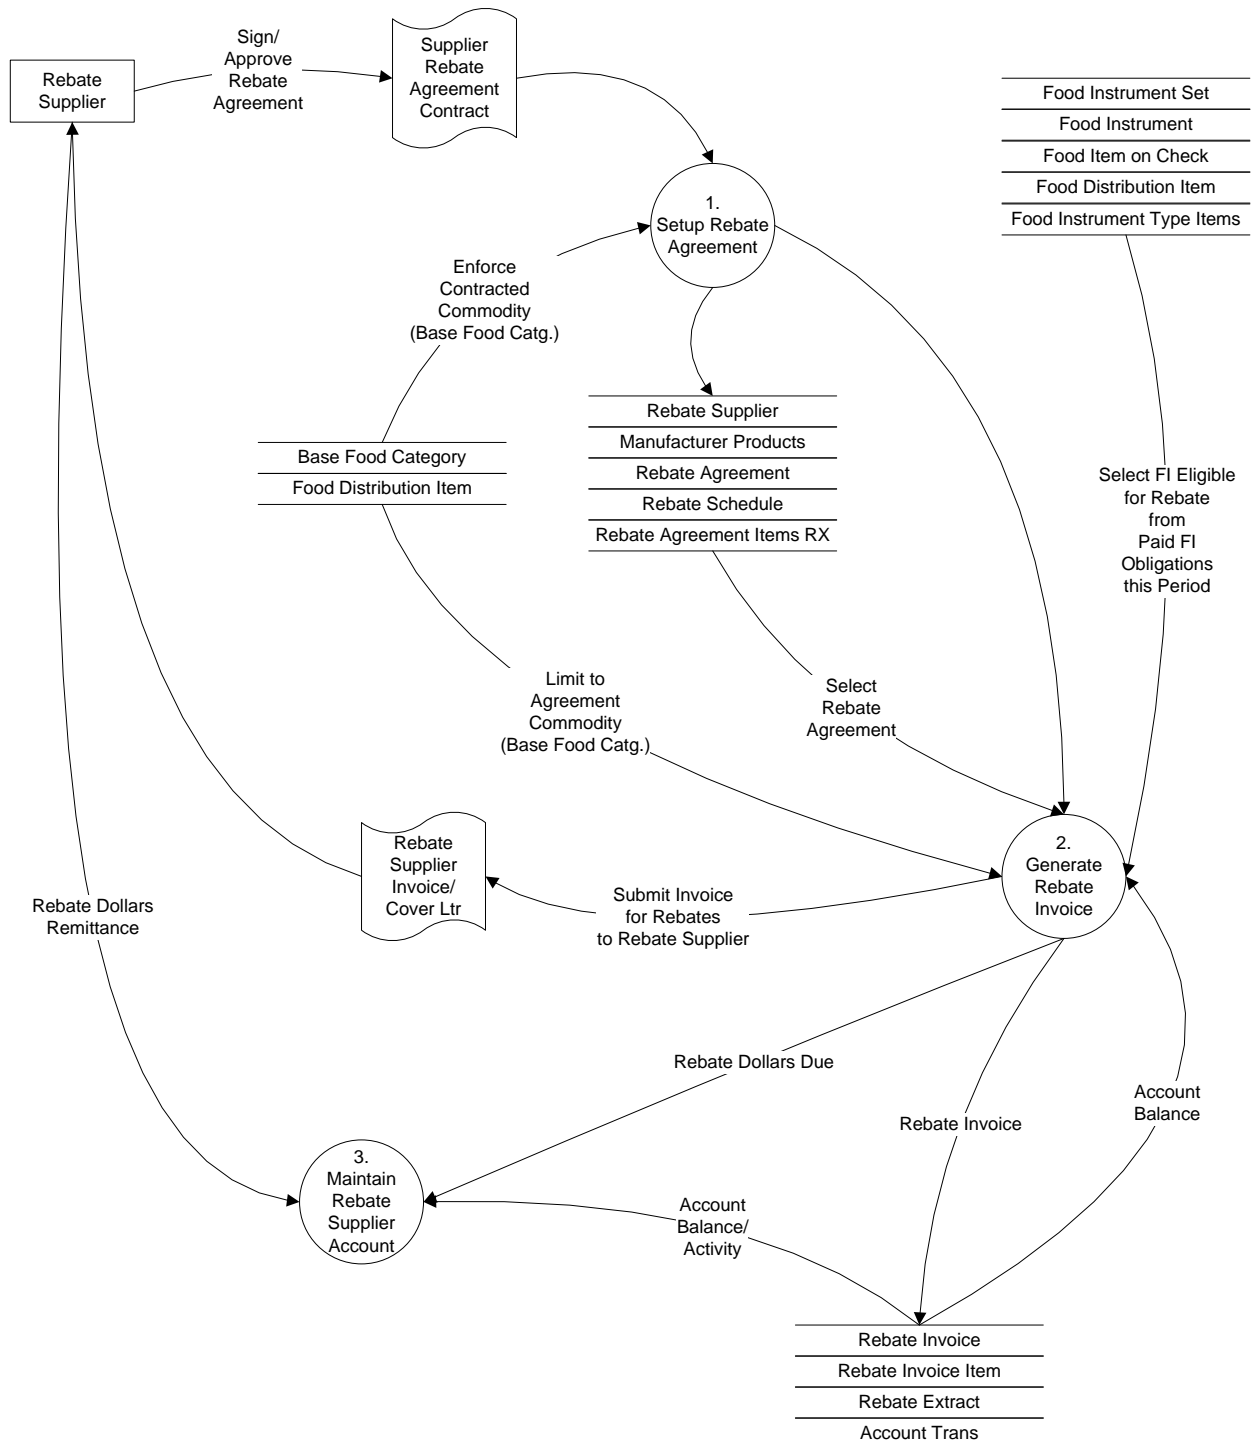 Sign/
Approve
Rebate
Agreement
Supplier
Rebate
Agreement
Contract
Rebate
Supplier
Food Instrument Set
Food Instrument
Food Item on Check
Food Distribution Item
Food Instrument Type Items
1.
Setup Rebate
Agreement
Enforce
Contracted
Commodity
(Base Food Catg.)
Rebate Supplier
Manufacturer Products
Rebate Agreement
Rebate Schedule
Rebate Agreement Items RX
Base Food Category
Food Distribution Item
Select FI Eligible
for Rebate
from
Paid FI
Obligations
this Period
Limit to
Agreement
Commodity
(Base Food Catg.)
Select
Rebate
Agreement
2.
Generate
Rebate
Invoice
Rebate
Supplier
Invoice/
Cover Ltr
Submit Invoice
for Rebates
to Rebate Supplier
Rebate Dollars
Remittance
Rebate Dollars Due
Rebate Invoice
Account
Balance
3.
Maintain
Rebate
Supplier
Account
Account
Balance/
Activity
Rebate Invoice
Rebate Invoice Item
Rebate Extract
Account Trans